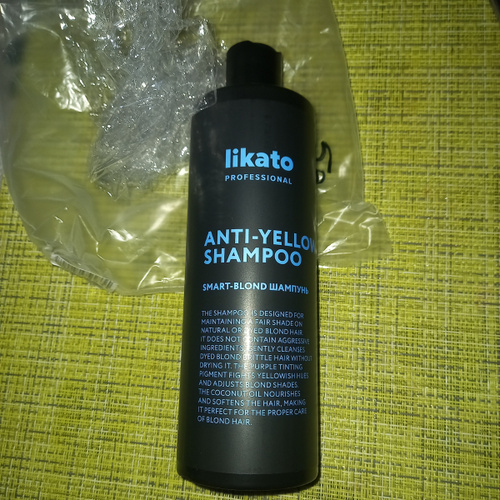 likato
PROFESSIONAL
ANTI-YELLOW
SHAMPOO
SMART-BLOND ШАМПУНЬ
THE SHAMPOO IS DESIGNED FOR
MAINTAINING A FAIR SHADE ON
NATURAL OR DYED BLOND HAIR.
IT DOES NOT CONTAIN AGGRESSIVE
INGREDIENTS, GENTLY CLEANSES
DYED BLOND BRITTLE HAIR WITHOUT
DRYING IT. THE PURPLE TINTING
PIGMENT FIGHTS YELLOWISH HUES
AND ADJUSTS BLOND SHADES.
THE COCONUT OIL NOURISHES
AND SOFTENS THE HAIR, MAKING
IT PERFECT FOR THE PROPER CARE
OF BLOND HAIR.